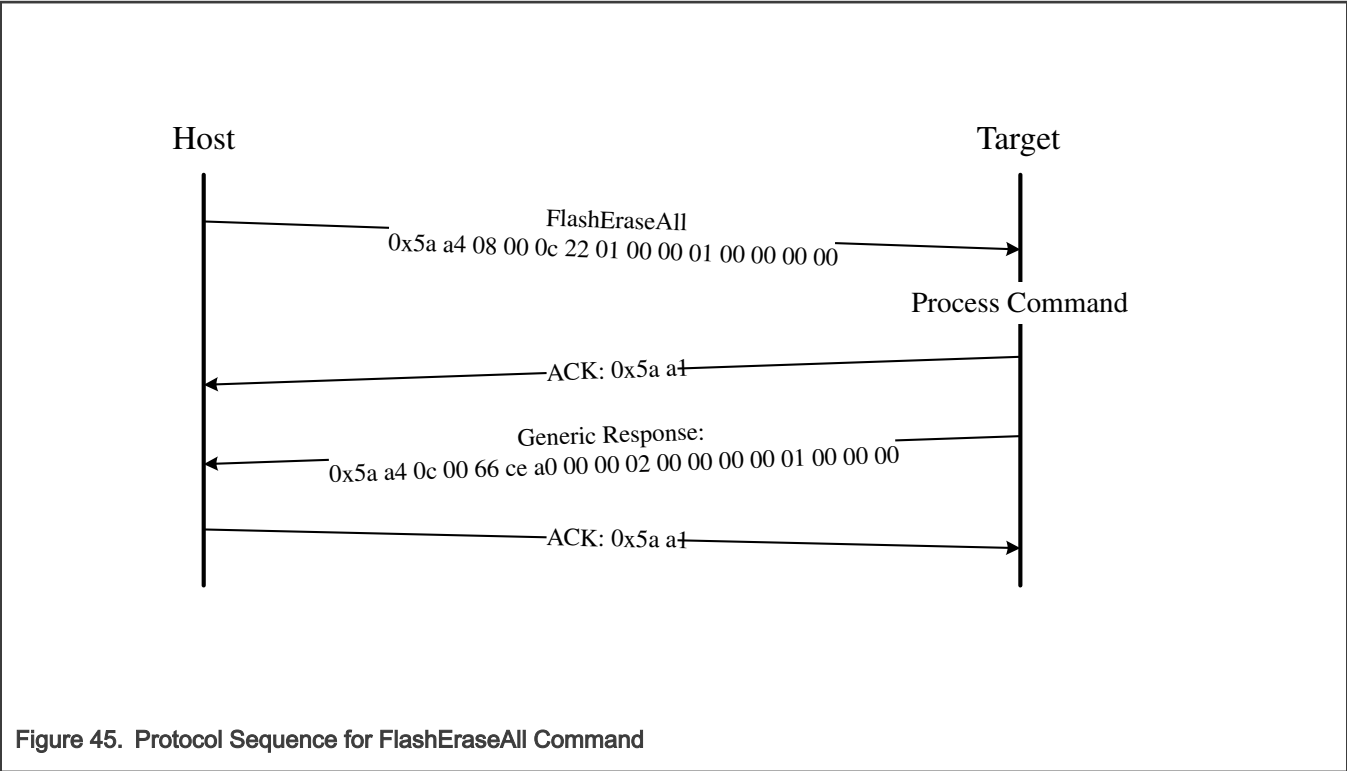 Host
Target
FlashEraseAll
0x5a a4 08 00 0c 22 01 00 00 01 00 00 00 00
Process Command
ACK: 0x5a a1
Generic Response:
0x5a a4 0c 00 66 ce a0 00 00 02 00 00 00 00 01 00 00 00
ACK: 0x5a a1
Figure 45. Protocol Sequence for FlashEraseAll Command